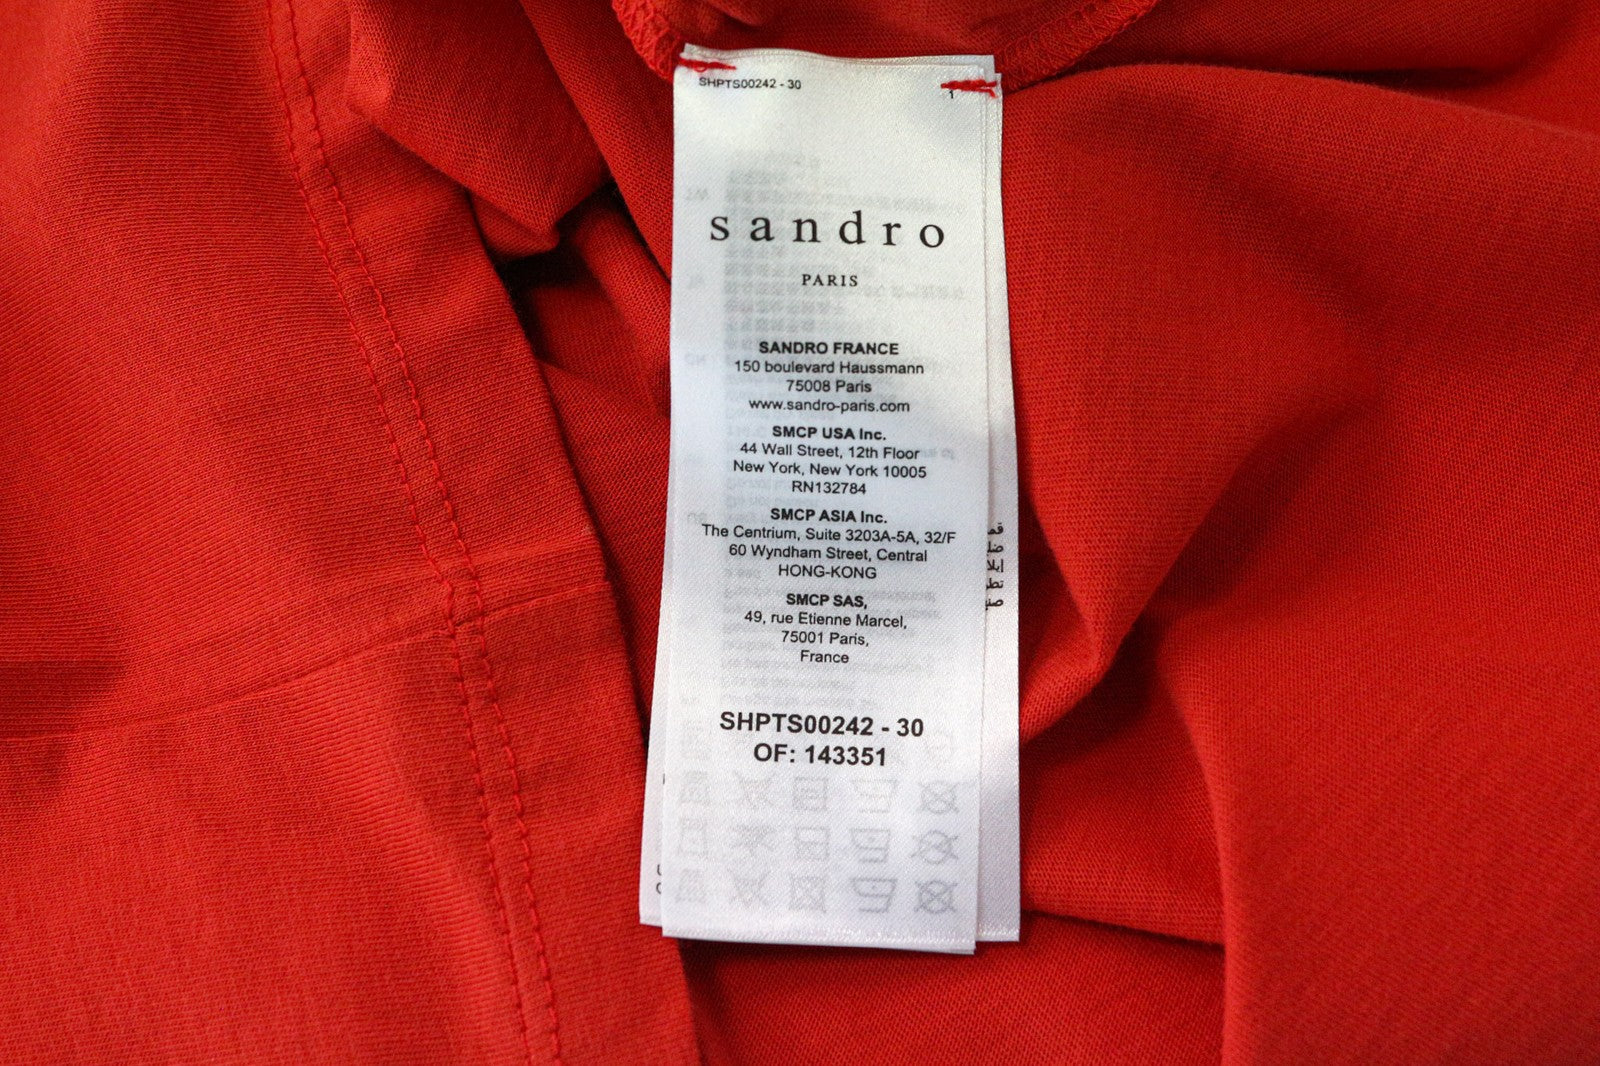 SHPTS00242 - 30
1
sandro
PARIS
SANDRO FRANCE
150 boulevard Haussmann
75008 Paris
www.sandro-paris.com
SMCP USA Inc.
44 Wall Street, 12th Floor
New York, New York 10005
RN132784
SMCP ASIA Inc.
The Centrium, Suite 3203A-5A, 32/F
60 Wyndham Street, Central
HONG-KONG
SMCP SAS,
49, rue Etienne Marcel,
75001 Paris,
France
SHPTS00242 - 30
OF: 143351